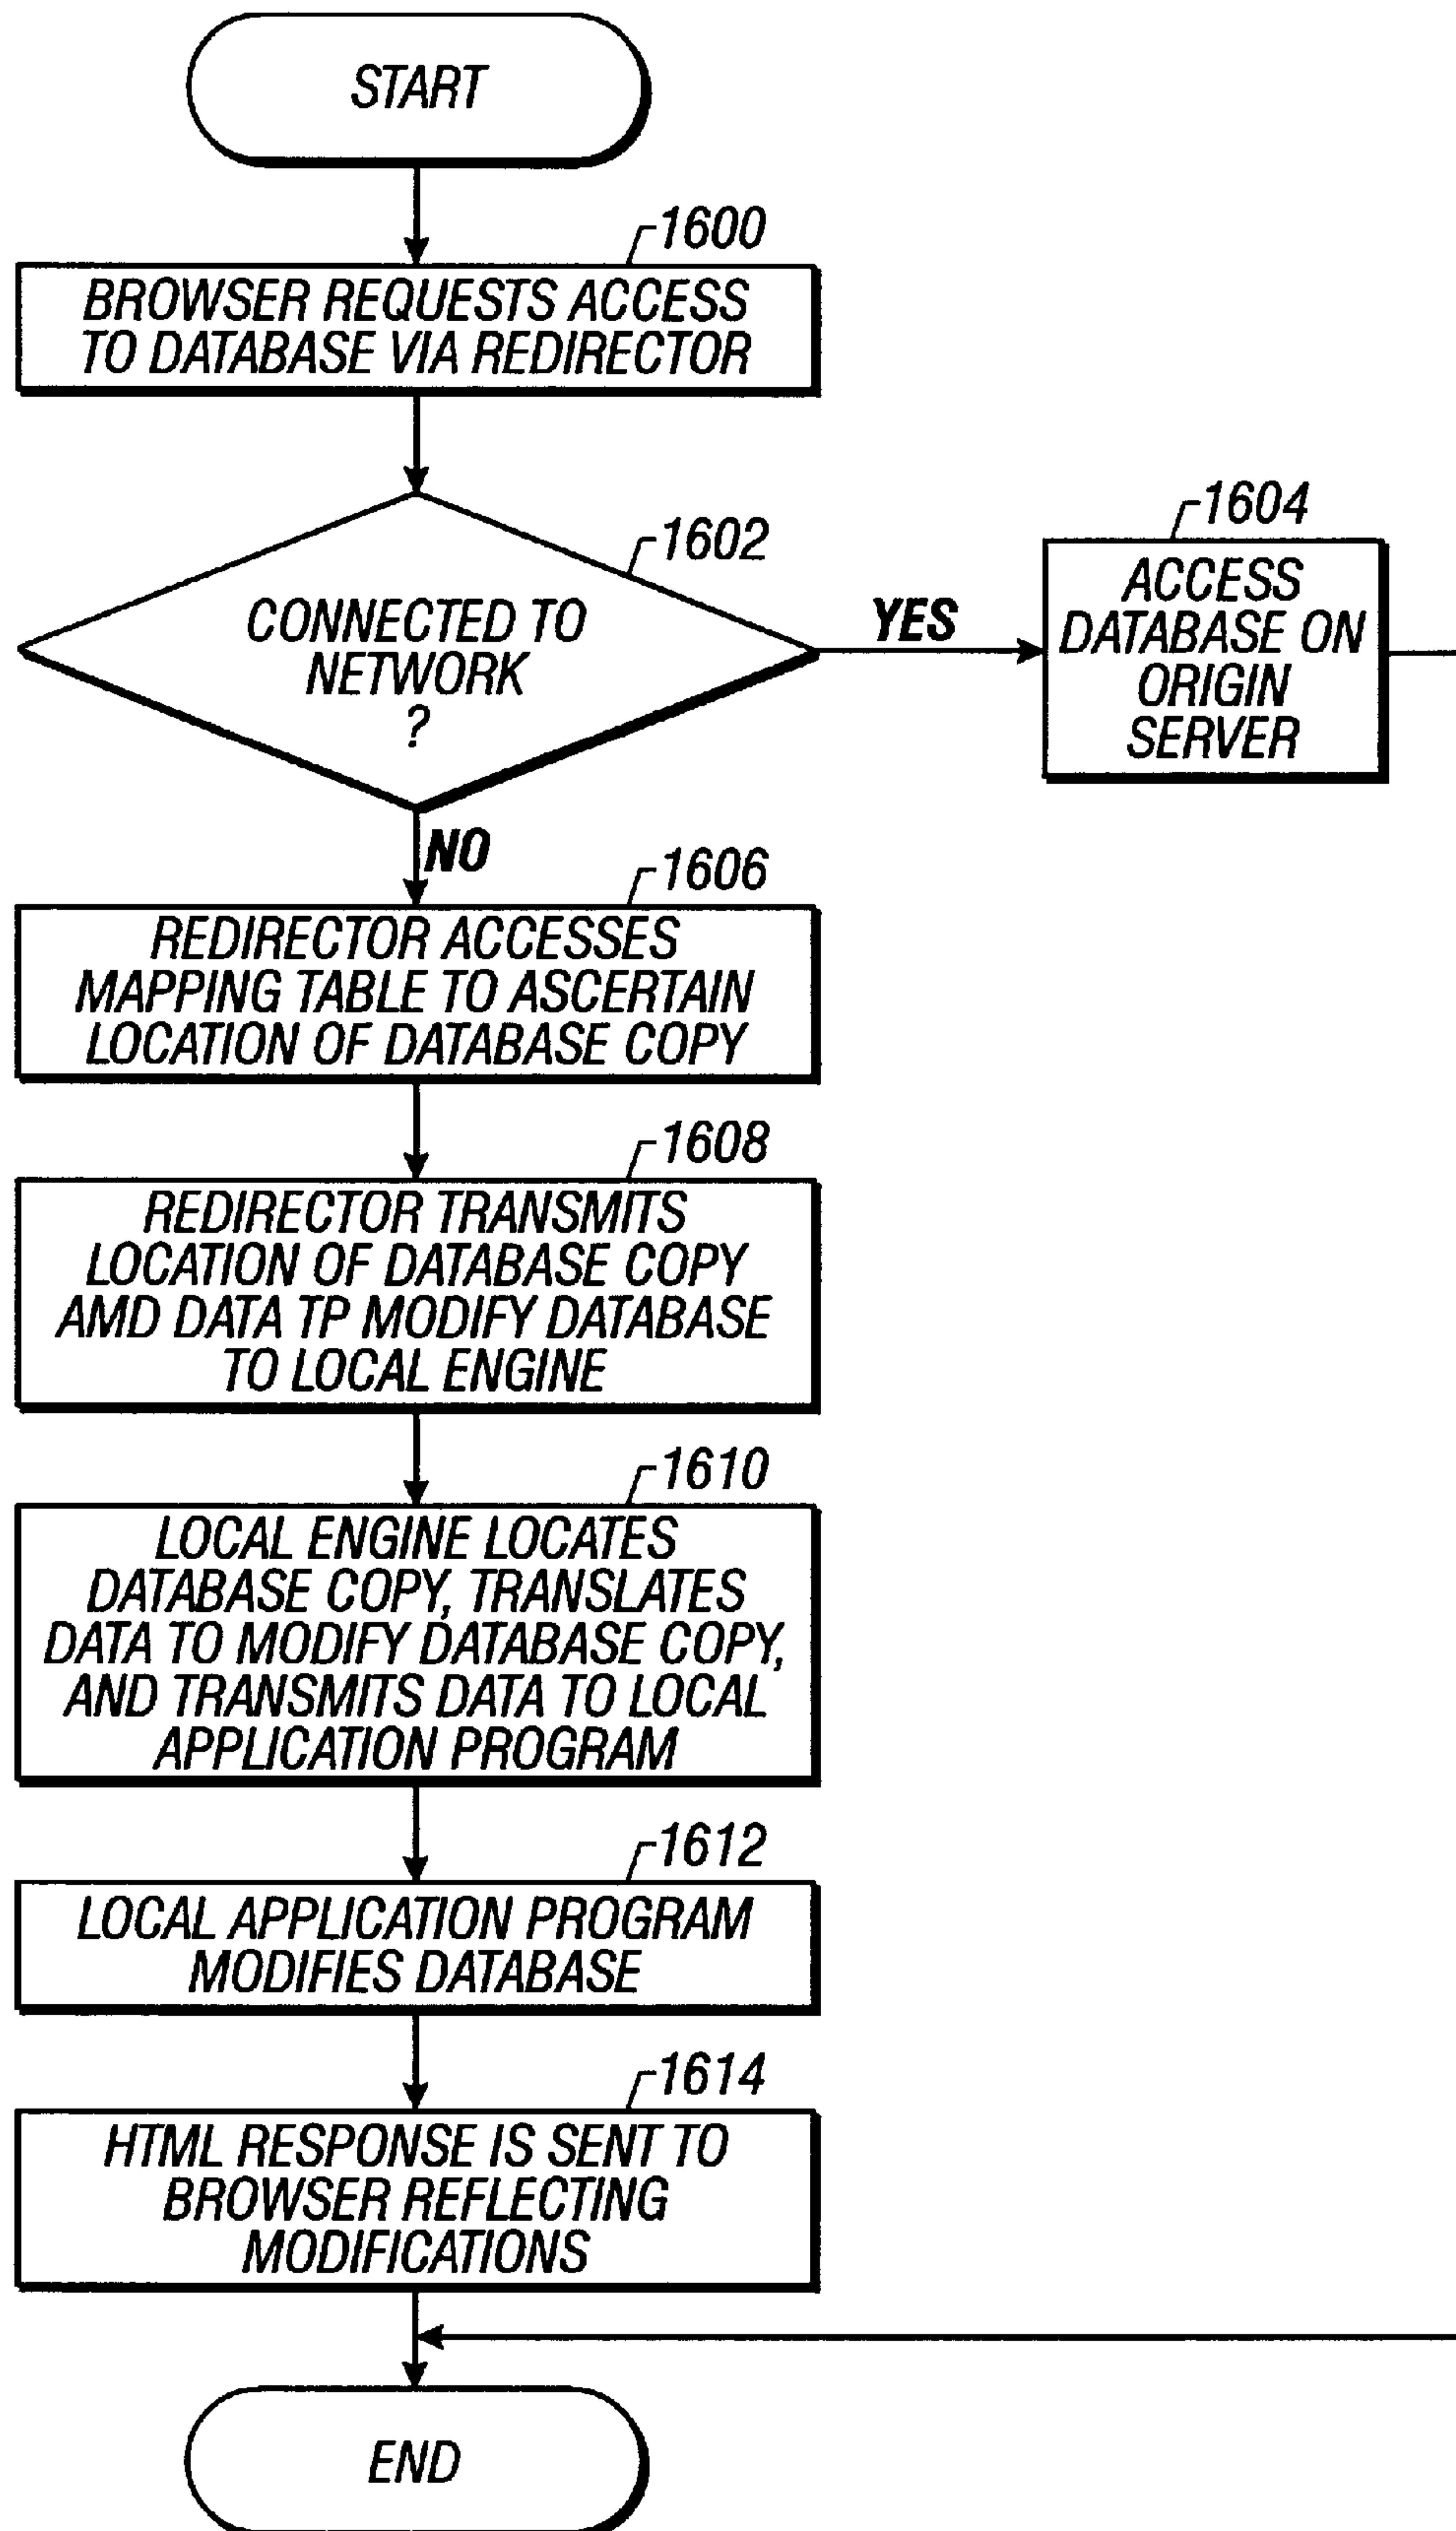 START
1600
BROWSER REQUESTS ACCESS
TO DATABASE VIA REDIRECTOR
1602
CONNECTED TO
NETWORK
?
YES
1604
ACCESS
DATABASE ON
ORIGIN
SERVER
NO
1606
REDIRECTOR ACCESSES
MAPPING TABLE TO ASCERTAIN
LOCATION OF DATABASE COPY
1608
REDIRECTOR TRANSMITS
LOCATION OF DATABASE COPY
AMD DATA TP MODIFY DATABASE
TO LOCAL ENGINE
1610
LOCAL ENGINE LOCATES
DATABASE COPY, TRANSLATES
DATA TO MODIFY DATABASE COPY,
AND TRANSMITS DATA TO LOCAL
APPLICATION PROGRAM
1612
LOCAL APPLICATION PROGRAM
MODIFIES DATABASE
1614
HTML RESPONSE IS SENT TO
BROWSER REFLECTING
MODIFICATIONS
END